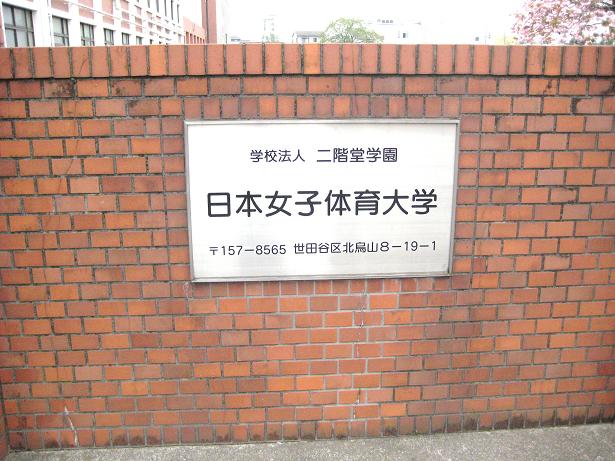 学校法人 二階堂学園
日本女子体育大学
〒157-8565 世田谷区北烏山8-19-1